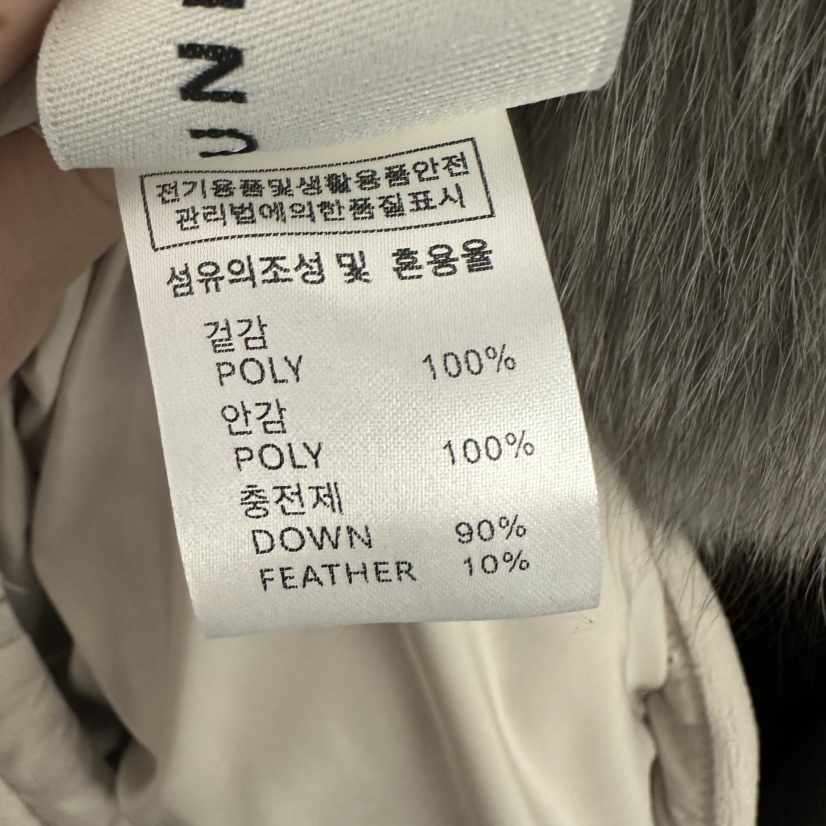 UNI
전기용품및생활용품안전
관리법에의한품질표시
섬유의조성 및 혼용율
겉감
POLY 100%
안감
POLY 100%
충전제
DOWN 90%
FEATHER 10%